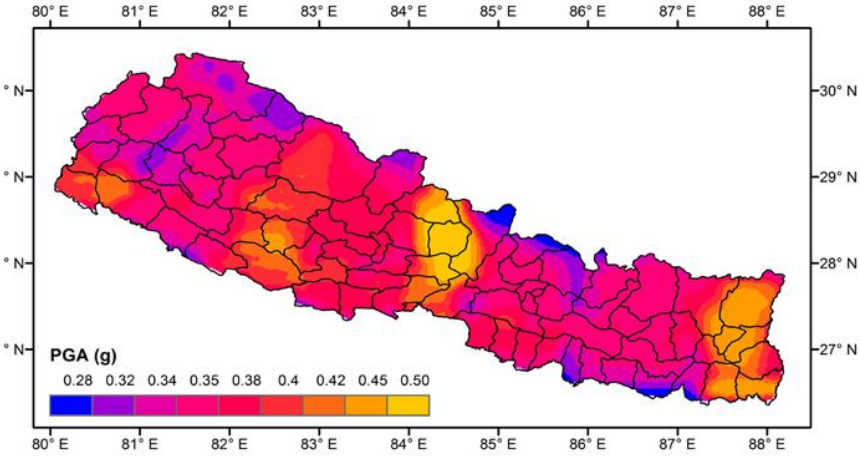 80° E 81° E 82° E 83° E 84° E 85° E 86° E 87° E 88° E
° N 30° N
° N 29° N
° N 28° N
° N 27° N
PGA (g)
0.28 0.32 0.34 0.35 0.38 0.4 0.42 0.45 0.50
80° E 81° E 82° E 83° E 84° E 85° E 86° E 87° E 88° E